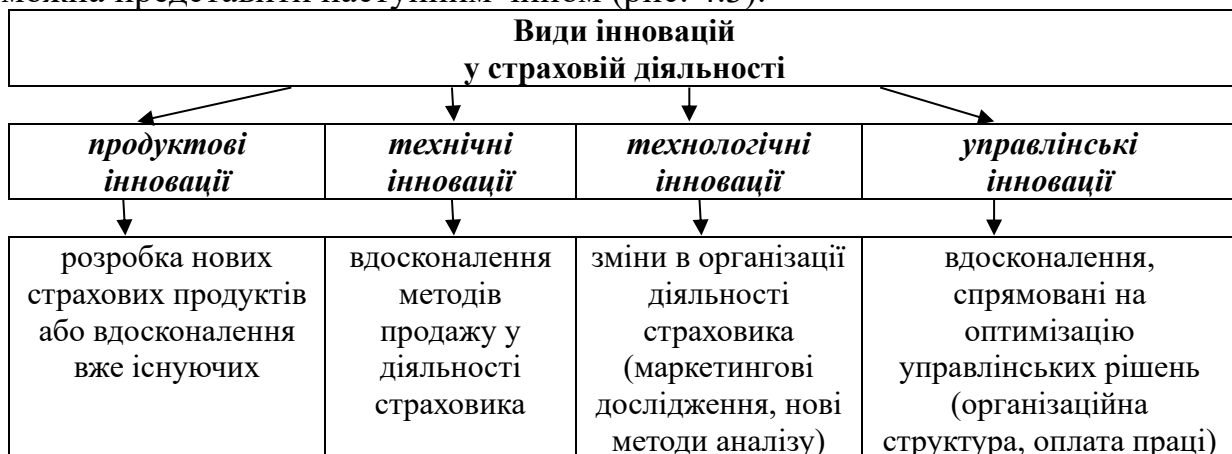 можна представити наступним чином (рис. 4.3):
Види інновацій
у страховій діяльності
продуктові
інновації
технічні
інновації
технологічні
інновації
управлінські
інновації
розробка нових
страхових продуктів
або вдосконалення
вже існуючих
вдосконалення
методів
продажу у
діяльності
страховика
зміни в організації
діяльності
страховика
(маркетингові
дослідження, нові
методи аналізу)
вдосконалення,
спрямовані на
оптимізацію
управлінських рішень
(організаційна
структура, оплата праці)